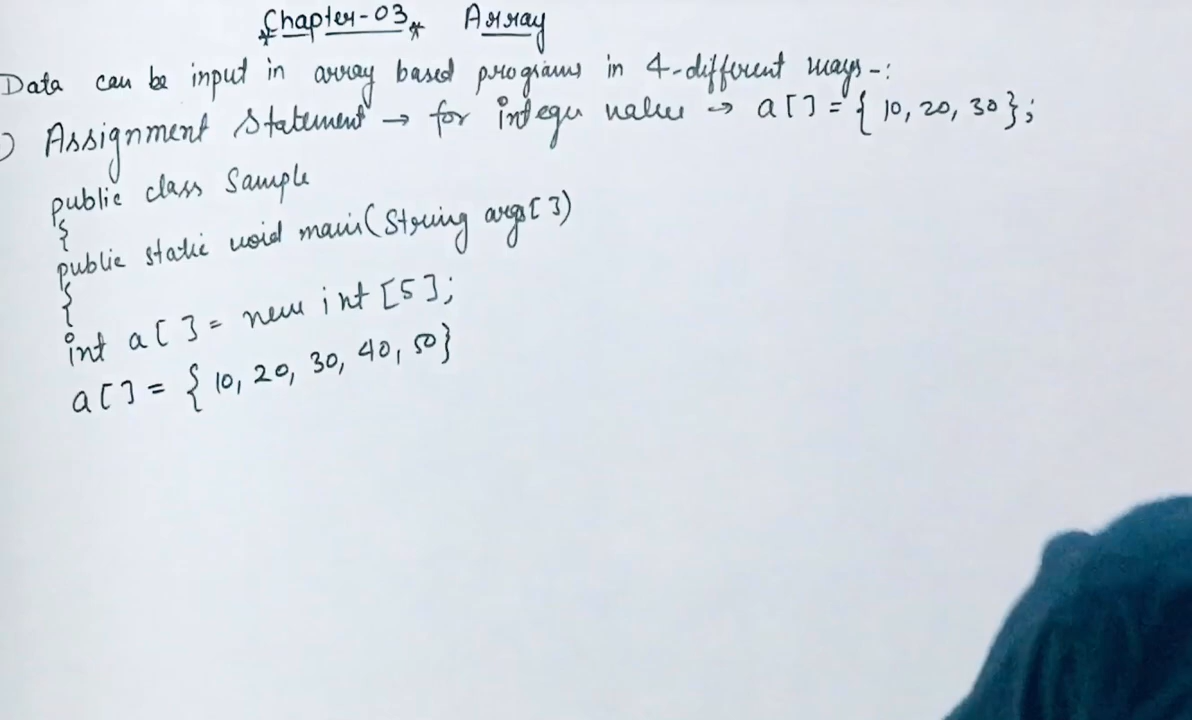 Chapter-03 Array
Data can be input in array based programs in 4-different ways-:
) Assignment Statement → for integer value → a[] = { 10, 20, 30 };
public class Sample
{
public static void main(String args[])
{
int a[] = new int [5];
a[] = { 10, 20, 30, 40, 50}